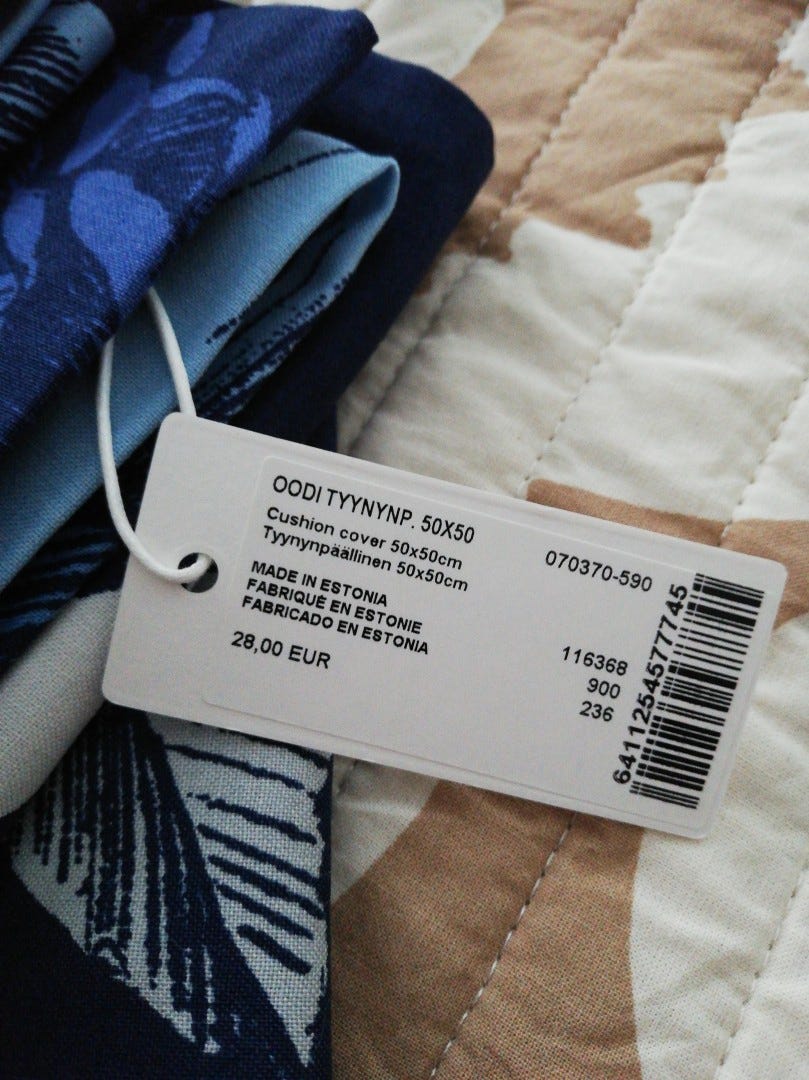 OODI TYYNYNP. 50X50
Cushion cover 50x50cm
Tyynynpäällinen 50x50cm
070370-590
MADE IN ESTONIA
FABRIQUÉ EN ESTONIE
FABRICADO EN ESTONIA
28,00 EUR
116368
900
236
6411254577745